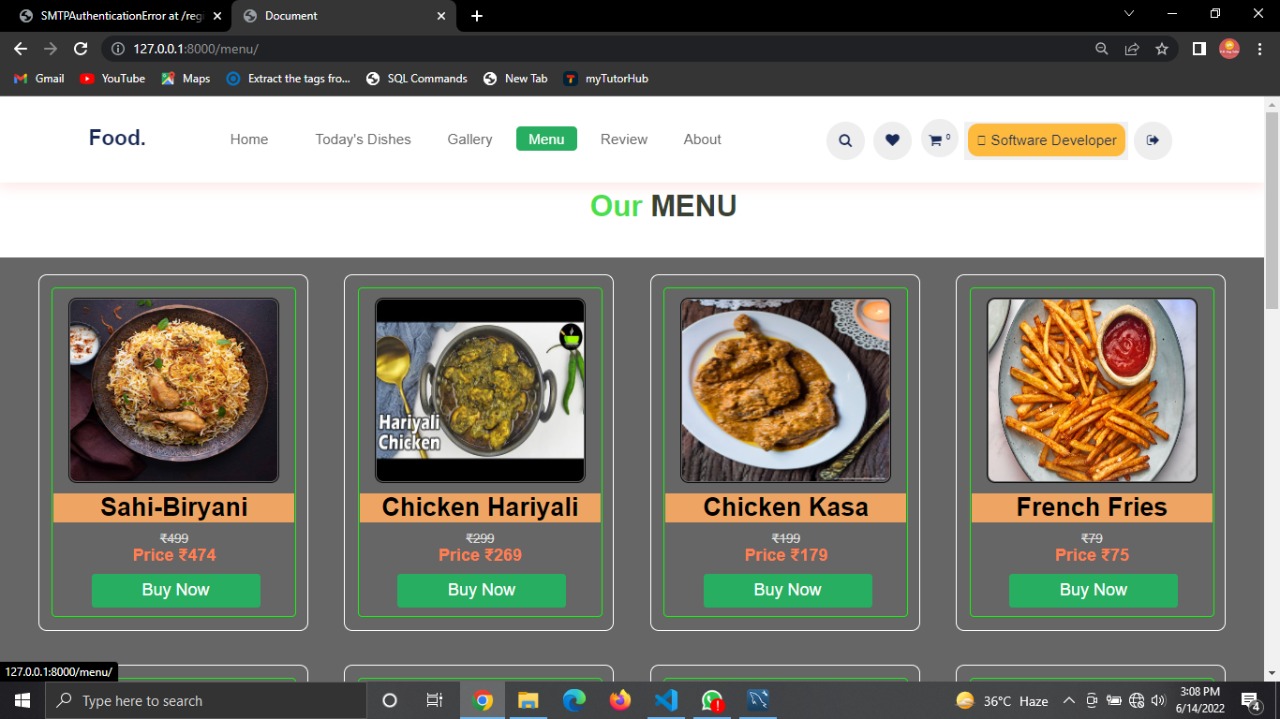 SMTPAuthenticationError at /reg
Document
127.0.0.1:8000/menu/
Gmail
YouTube
Maps
Extract the tags fro...
SQL Commands
New Tab
myTutorHub
Food.
Home
Today's Dishes
Gallery
Menu
Review
About
0
Software Developer
Our MENU
Hariyali
Chicken
Sahi-Biryani
Chicken Hariyali
Chicken Kasa
French Fries
₹499
₹299
₹199
₹79
Price ₹474
Price ₹269
Price ₹179
Price ₹75
Buy Now
Buy Now
Buy Now
Buy Now
127.0.0.1:8000/menu/
Type here to search
36°C Haze
3:08 PM
6/14/2022
4